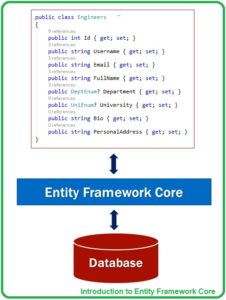 public class Engineers
{
0 references
public int Id { get; set; }
0 references
public string Username { get; set; }
0 references
public string Email { get; set; }
0 references
public string FullName { get; set; }
0 references
public DeptEnum? Department { get; set; }
0 references
public UniEnum? University { get; set; }
0 references
public string Bio { get; set; }
0 references
public string PersonalAddress { get; set; }
}
Entity Framework Core
Database
Introduction to Entity Framework Core